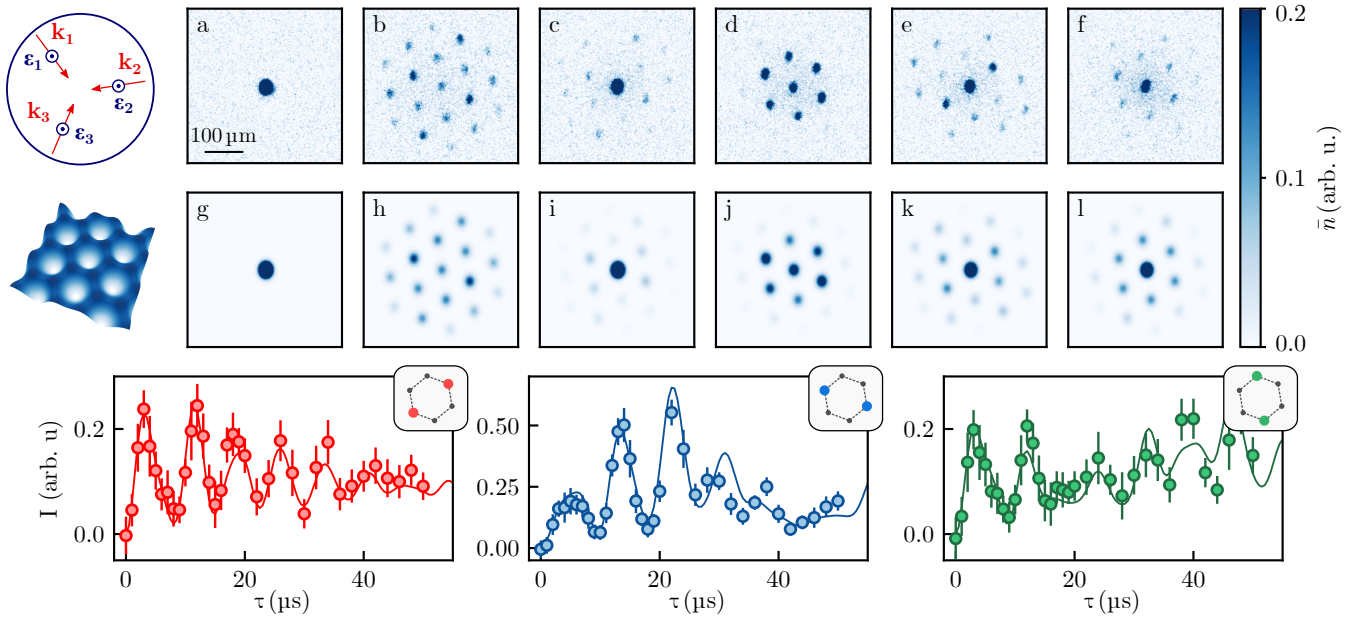 k1
ε1
k2
ε2
k3
ε3
a
100 µm
b
c
d
e
f
g
h
i
j
k
l
0.2
0.1
0.0
n̄ (arb. u.)
I (arb. u)
0.2
0.0
0
20
40
τ (µs)
0.50
0.25
0.00
0
20
40
τ (µs)
0.2
0.0
0
20
40
τ (µs)